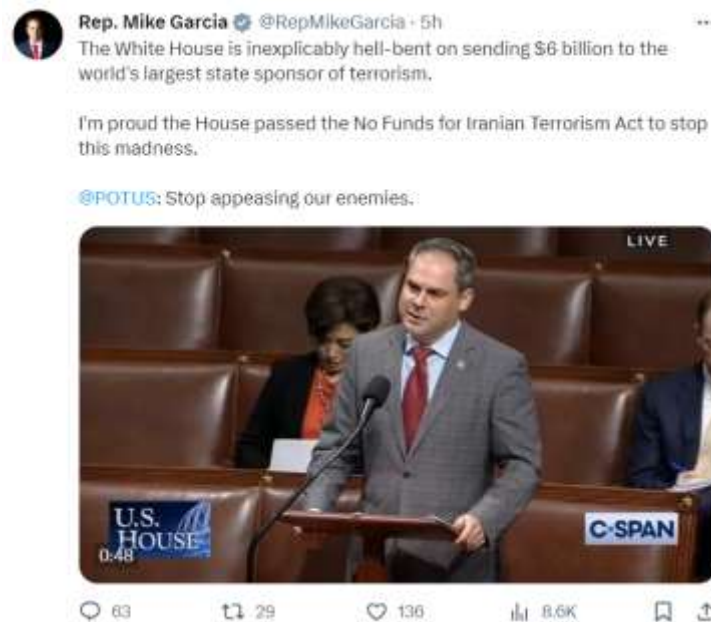 Rep. Mike Garcia @RepMikeGarcia · 5h
The White House is inexplicably hell-bent on sending $6 billion to the
world's largest state sponsor of terrorism.
I'm proud the House passed the No Funds for Iranian Terrorism Act to stop
this madness.
@POTUS: Stop appeasing our enemies.
LIVE
U.S.
HOUSE
0:48
C-SPAN
63 29 136 8.6K